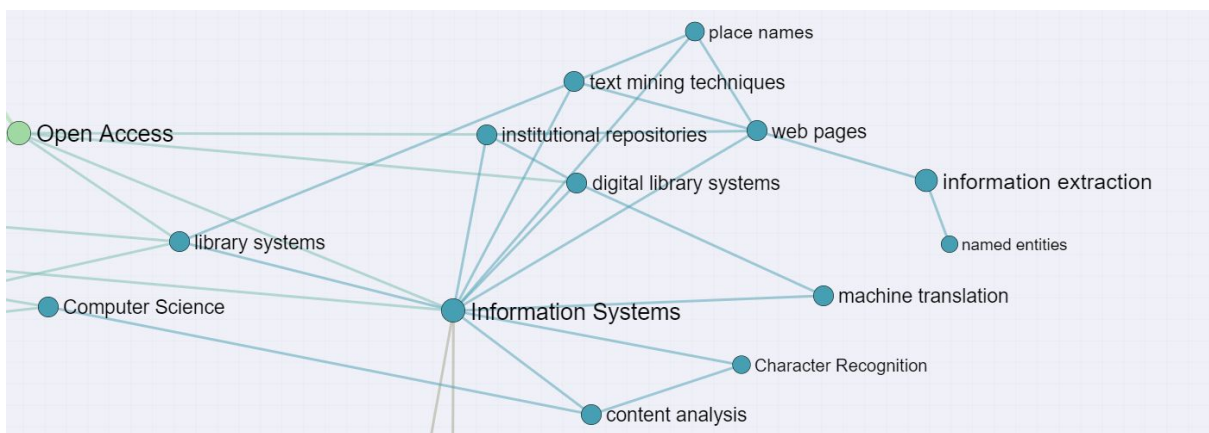 place names
text mining techniques
Open Access
institutional repositories
web pages
digital library systems
information extraction
library systems
named entities
machine translation
Computer Science
Information Systems
Character Recognition
content analysis